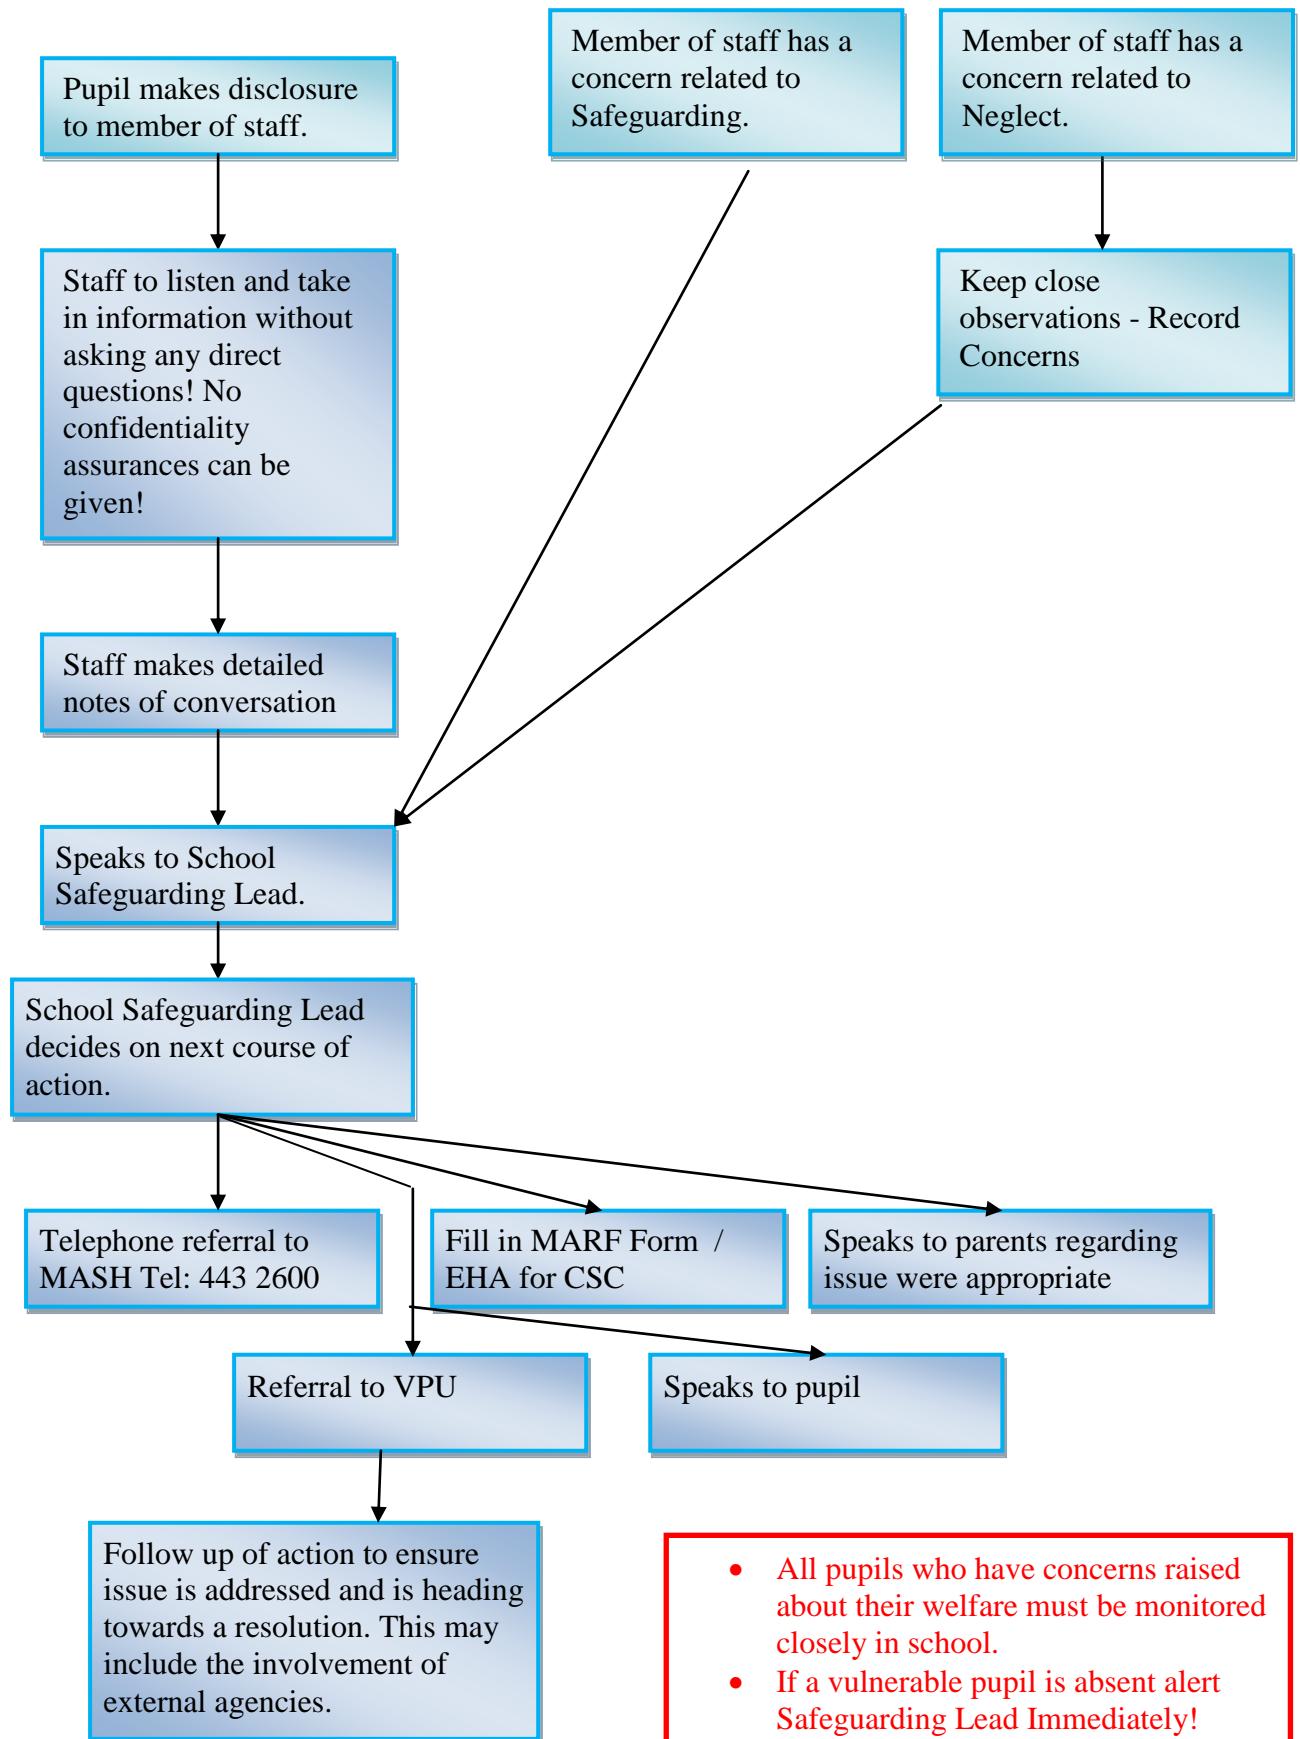 Pupil makes disclosure
to member of staff.
Member of staff has a
concern related to
Safeguarding.
Member of staff has a
concern related to
Neglect.
Staff to listen and take
in information without
asking any direct
questions! No
confidentiality
assurances can be
given!
Keep close
observations - Record
Concerns
Staff makes detailed
notes of conversation
Speaks to School
Safeguarding Lead.
School Safeguarding Lead
decides on next course of
action.
Telephone referral to
MASH Tel: 443 2600
Fill in MARF Form /
EHA for CSC
Speaks to parents regarding
issue were appropriate
Referral to VPU
Speaks to pupil
Follow up of action to ensure
issue is addressed and is heading
towards a resolution. This may
include the involvement of
external agencies.
• All pupils who have concerns raised
about their welfare must be monitored
closely in school.
• If a vulnerable pupil is absent alert
Safeguarding Lead Immediately!